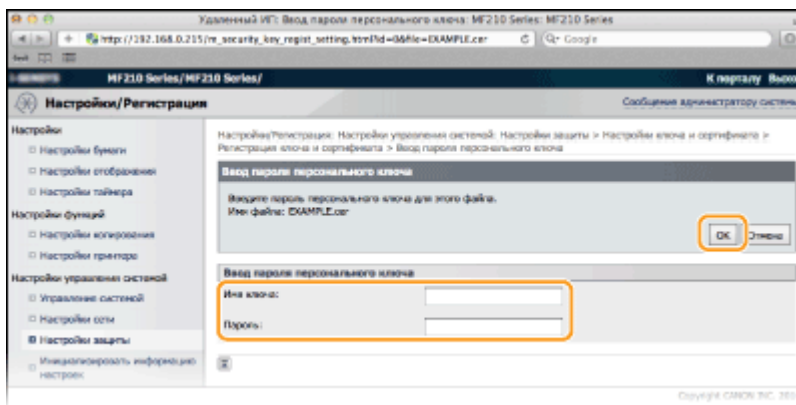 Удаленный ИП: Ввод пароля персонального ключа: MF210 Series: MF210 Series
http://192.168.0.215/m_security_key_regist_setting.html?id=0&file=EXAMPLE.cer
Google
MF210 Series/MF210 Series/
К порталу
Настройки/Регистрация
Сообщение администратору системы
Настройки
Настройки бумаги
Настройки отображения
Настройки таймера
Настройки функций
Настройки копирования
Настройки принтера
Настройки управления системой
Управление системой
Настройки сети
Настройки защиты
Инициализировать информацию
настроек
Настройки/Регистрация: Настройки управления системой: Настройки защиты > Настройки ключа и сертификата >
Регистрация ключа и сертификата > Ввод пароля персонального ключа
Ввод пароля персонального ключа
Введите пароль персонального ключа для этого файла.
Имя файла: EXAMPLE.cer
OK
Отмена
Ввод пароля персонального ключа
Имя ключа:
Пароль:
Copyright CANON INC. 201